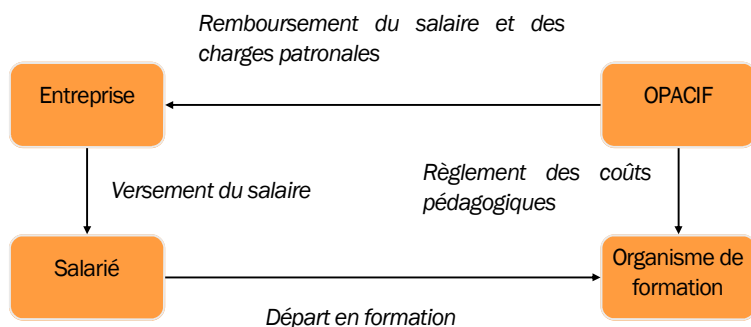 Remboursement du salaire et des
charges patronales
Entreprise
OPACIF
Versement du salaire
Règlement des coûts
pédagogiques
Salarié
Organisme de
formation
Départ en formation